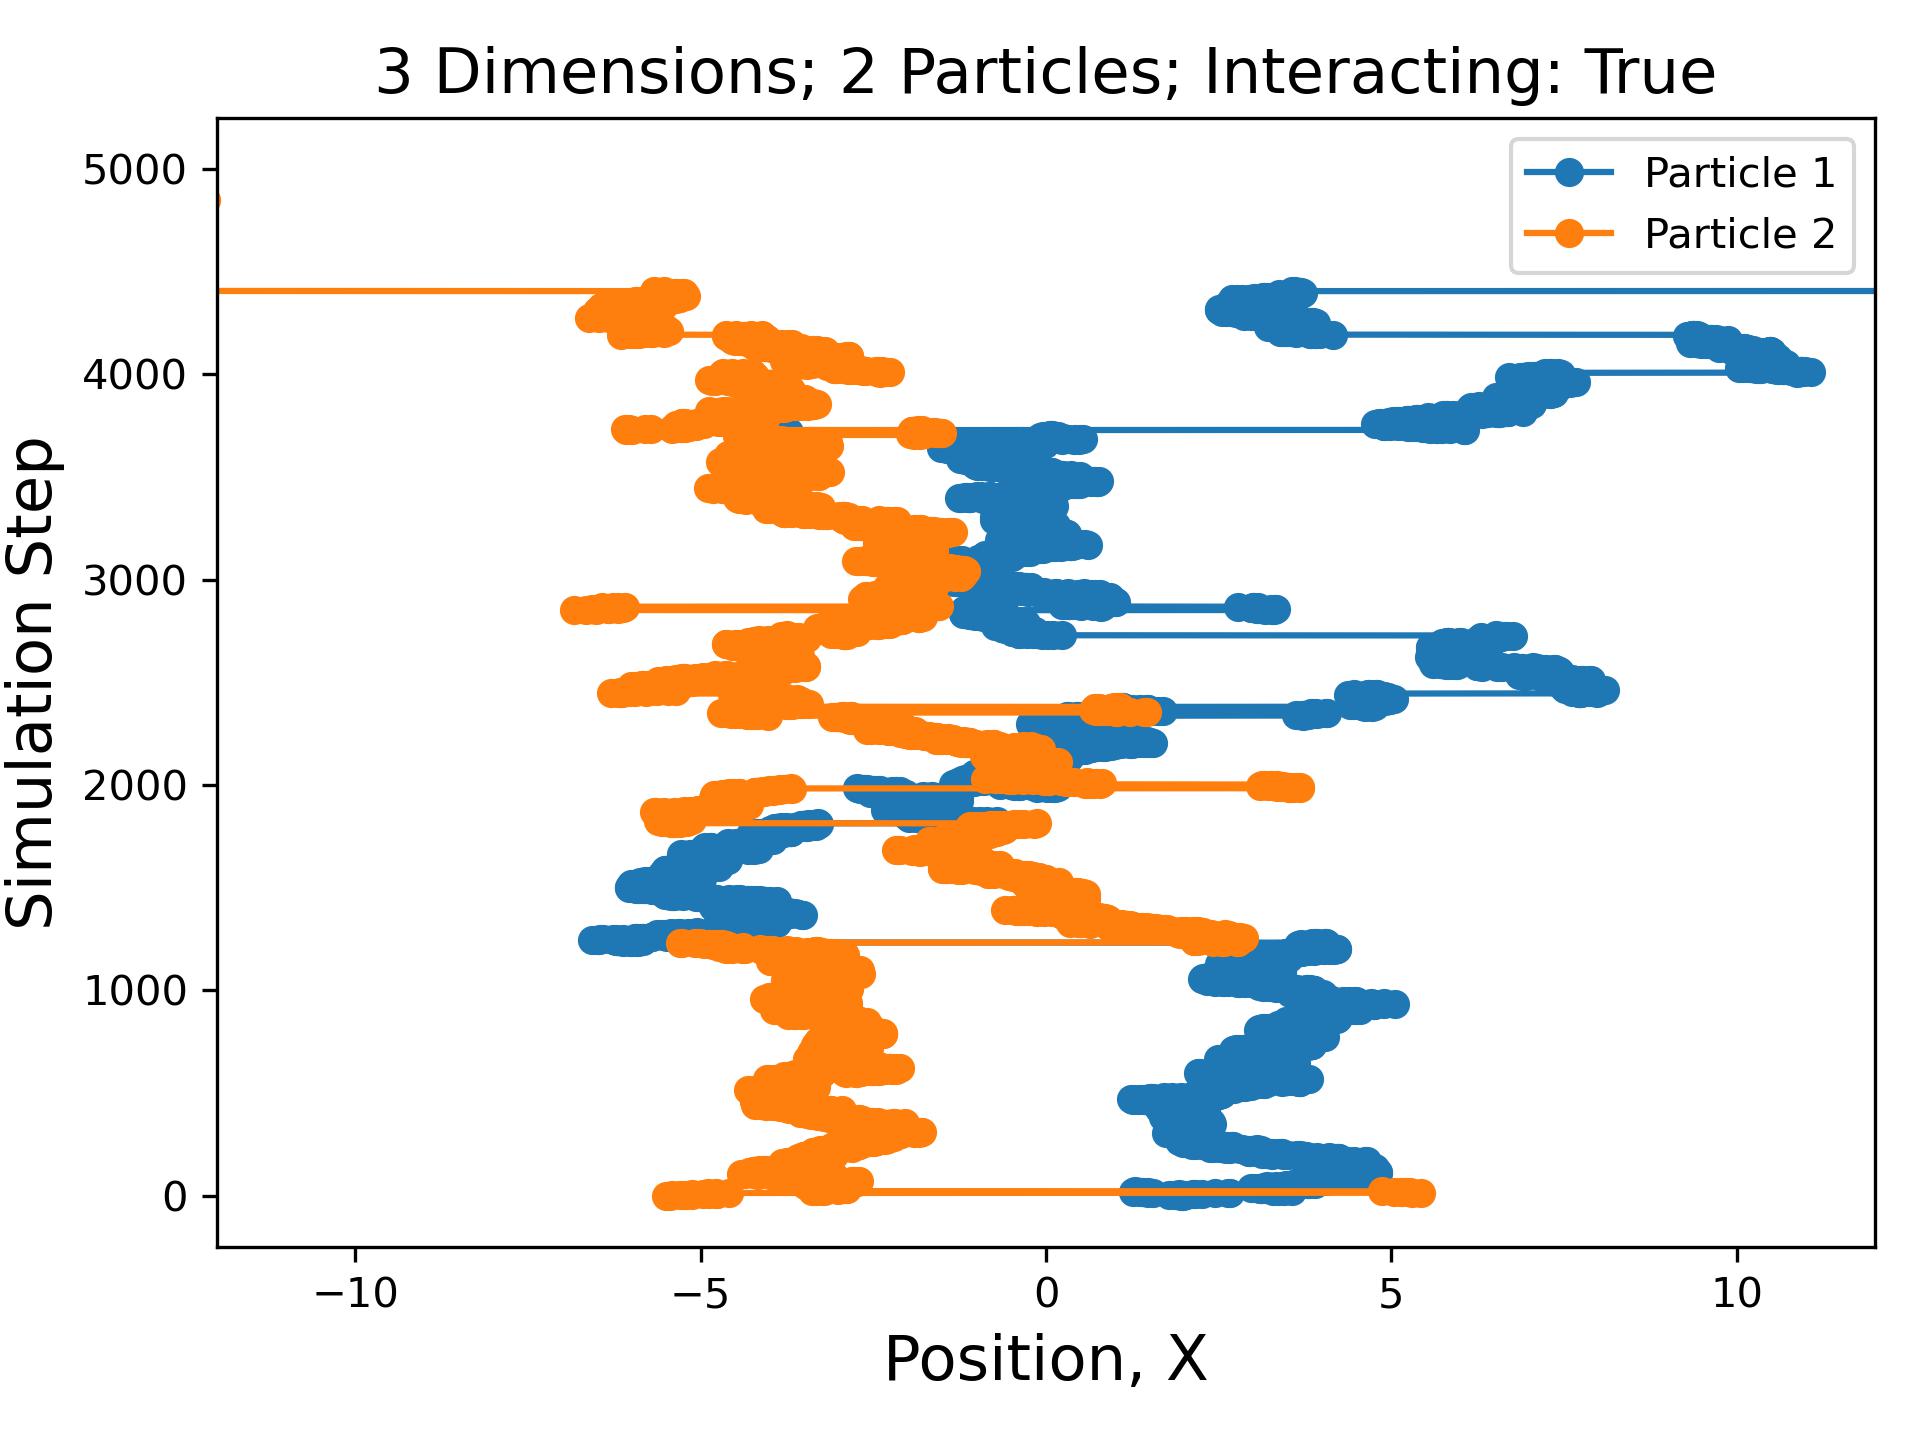 3 Dimensions; 2 Particles; Interacting: True
Particle 1
Particle 2
5000
4000
3000
2000
1000
0
Simulation Step
−10
−5
0
5
10
Position, X